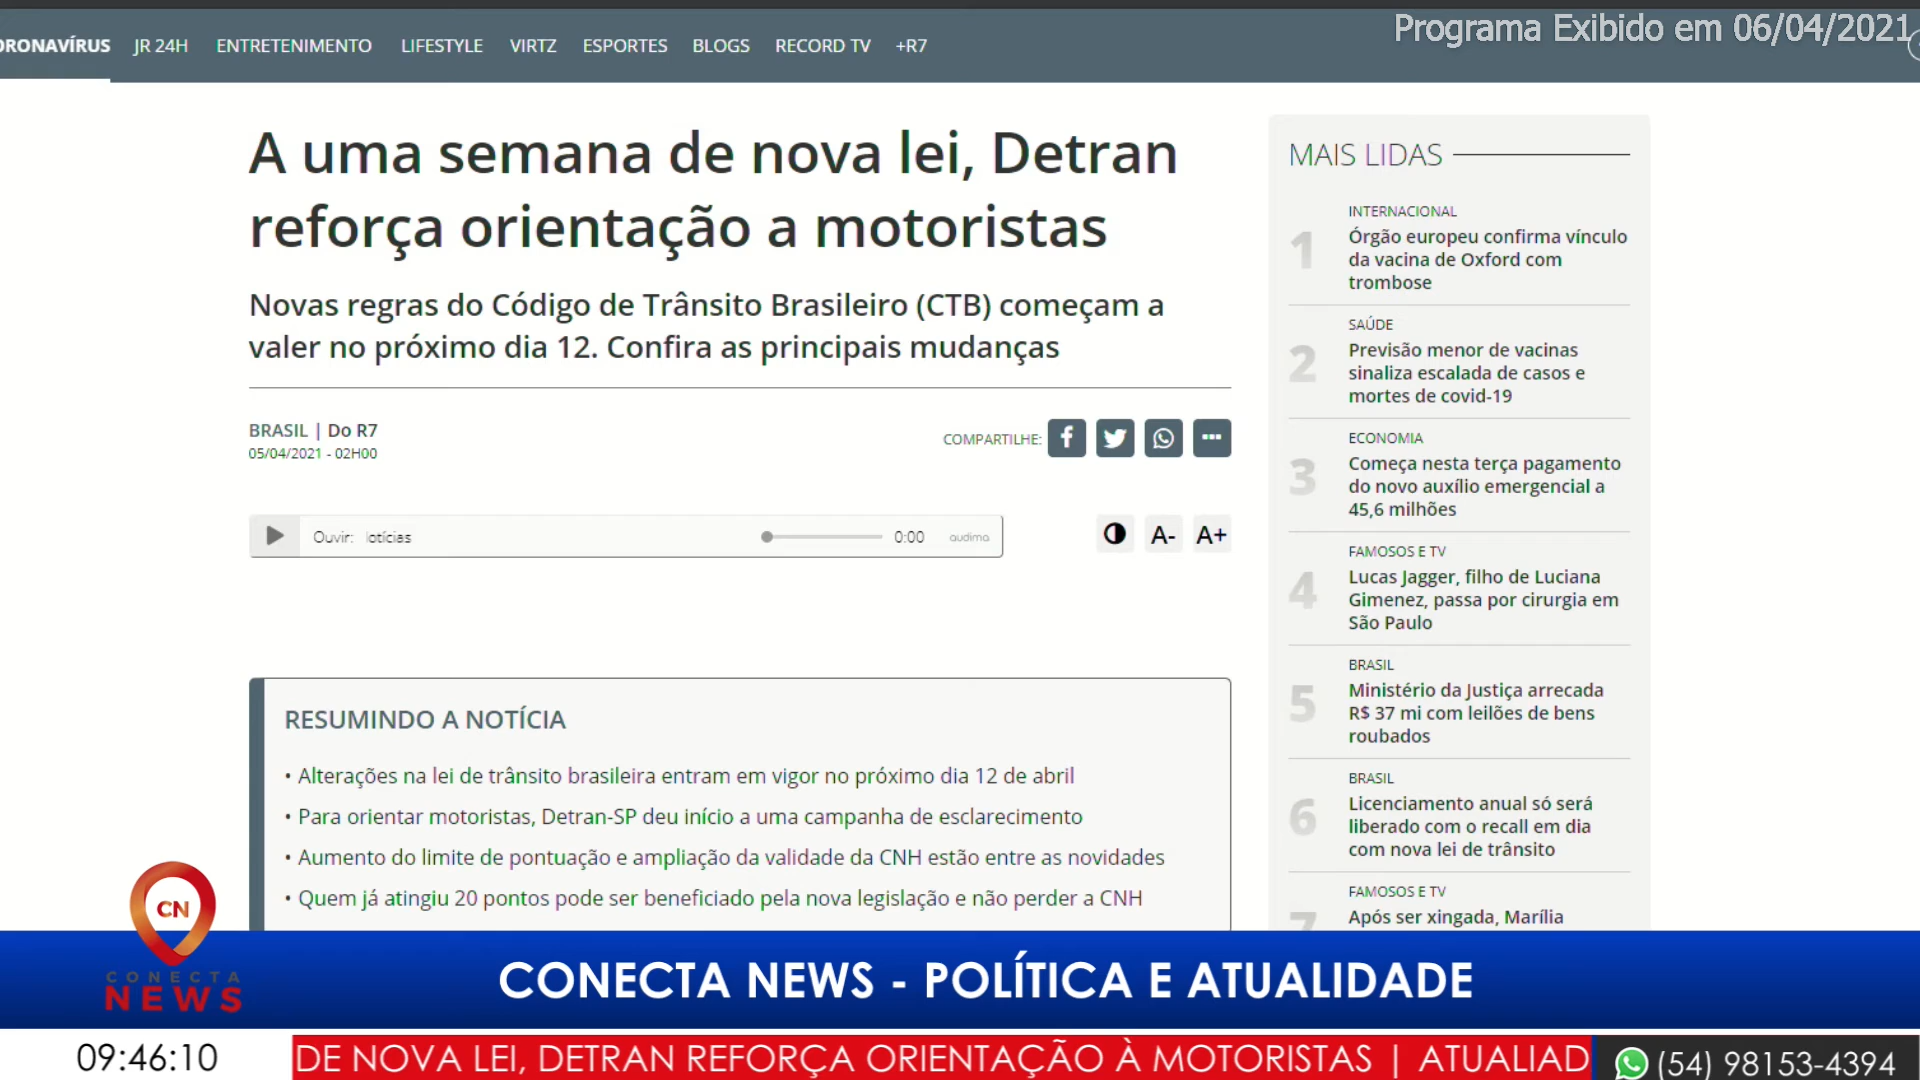 Programa Exibido em 06/04/2021
ORONAVÍRUS JR 24H ENTRETENIMENTO LIFESTYLE VIRTZ ESPORTES BLOGS RECORD TV +R7
A uma semana de nova lei, Detran
reforça orientação a motoristas
Novas regras do Código de Trânsito Brasileiro (CTB) começam a
valer no próximo dia 12. Confira as principais mudanças
BRASIL | Do R7
05/04/2021 - 02H00
COMPARTILHE:
Ouvir: lotícias 0:00 audima
A- A+
RESUMINDO A NOTÍCIA
• Alterações na lei de trânsito brasileira entram em vigor no próximo dia 12 de abril
• Para orientar motoristas, Detran-SP deu início a uma campanha de esclarecimento
• Aumento do limite de pontuação e ampliação da validade da CNH estão entre as novidades
• Quem já atingiu 20 pontos pode ser beneficiado pela nova legislação e não perder a CNH
MAIS LIDAS
1
INTERNACIONAL
Órgão europeu confirma vínculo
da vacina de Oxford com
trombose
2
SAÚDE
Previsão menor de vacinas
sinaliza escalada de casos e
mortes de covid-19
3
ECONOMIA
Começa nesta terça pagamento
do novo auxílio emergencial a
45,6 milhões
4
FAMOSOS E TV
Lucas Jagger, filho de Luciana
Gimenez, passa por cirurgia em
São Paulo
5
BRASIL
Ministério da Justiça arrecada
R$ 37 mi com leilões de bens
roubados
6
BRASIL
Licenciamento anual só será
liberado com o recall em dia
com nova lei de trânsito
7
FAMOSOS E TV
Após ser xingada, Marília
CN
CONECTA
NEWS
CONECTA NEWS - POLÍTICA E ATUALIDADE
09:46:10
DE NOVA LEI, DETRAN REFORÇA ORIENTAÇÃO À MOTORISTAS | ATUALIAD
(54) 98153-4394